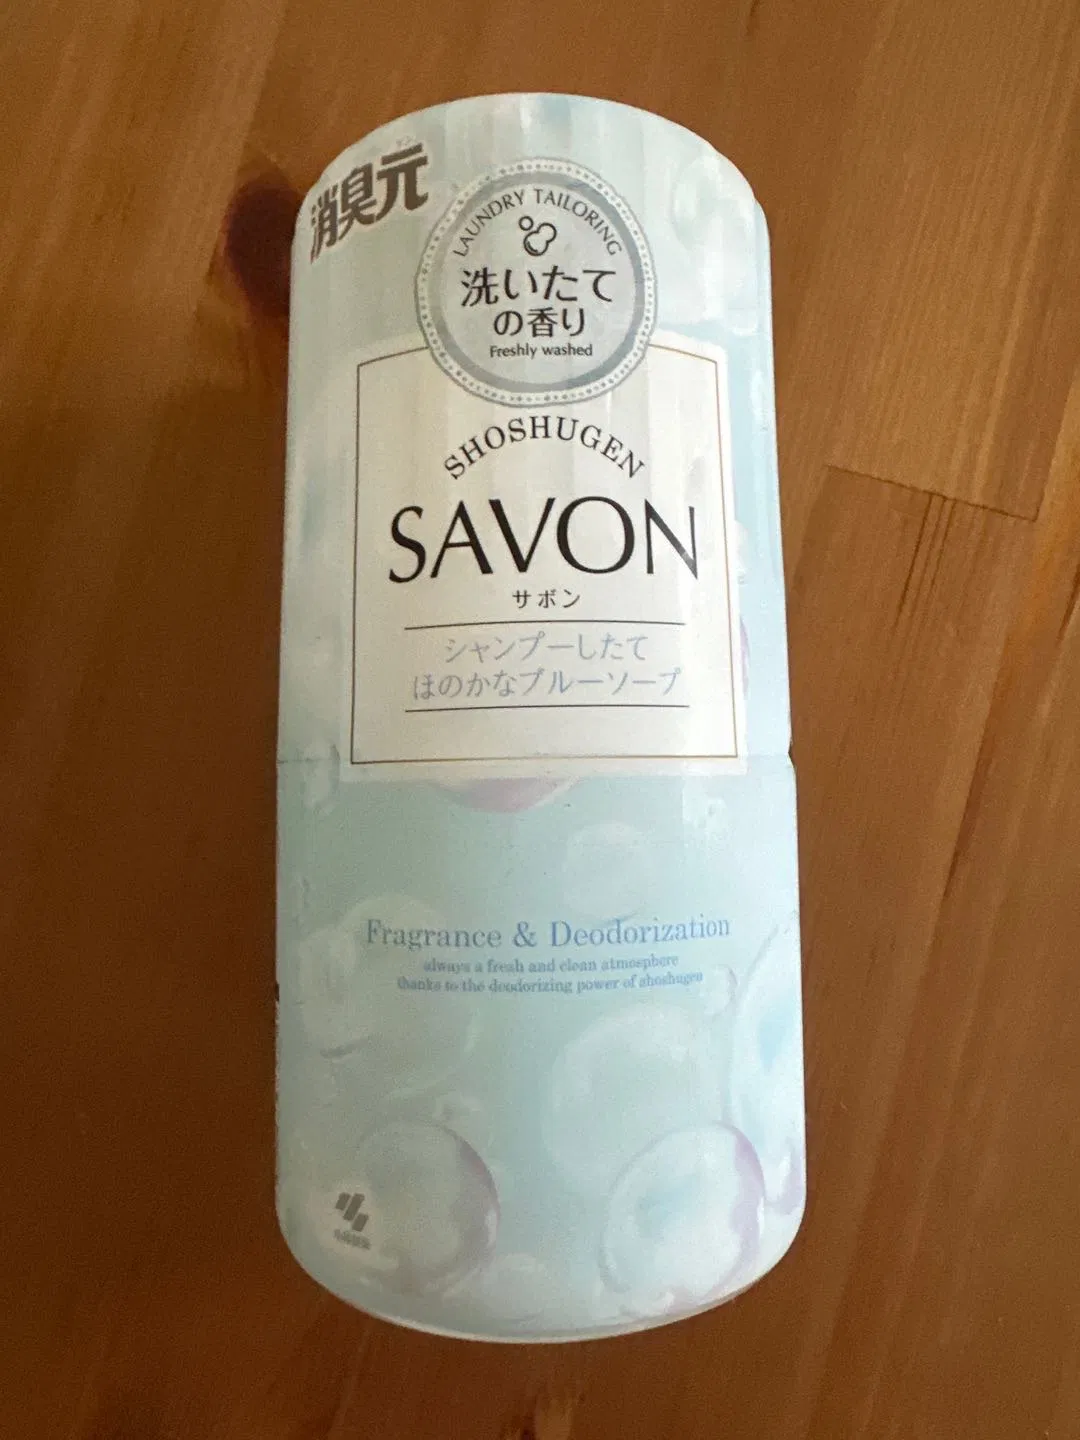 消臭元
LAUNDRY TAILORING
洗いたて
の香り
Freshly washed
SHOSHUGEN
SAVON
サボン
シャンプーしたて
ほのかなブルーソープ
Fragrance & Deodorization
always a fresh and clean atmosphere
thanks to the deodorizing power of shoshugen